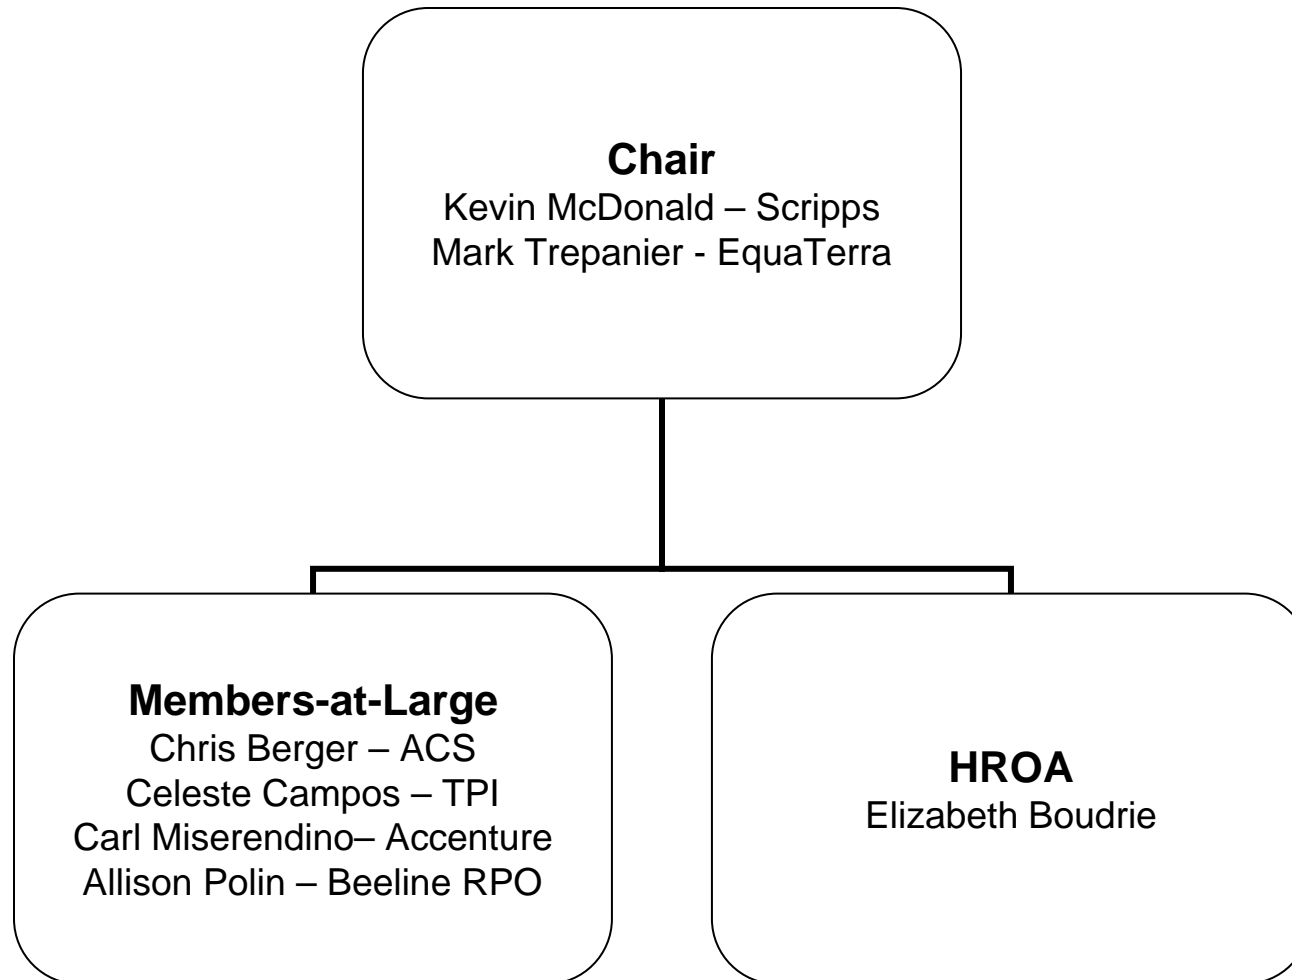 Chair
Kevin McDonald – Scripps
Mark Trepanier - EquaTerra
Members-at-Large
Chris Berger – ACS
Celeste Campos – TPI
Carl Miserendino– Accenture
Allison Polin – Beeline RPO
HROA
Elizabeth Boudrie